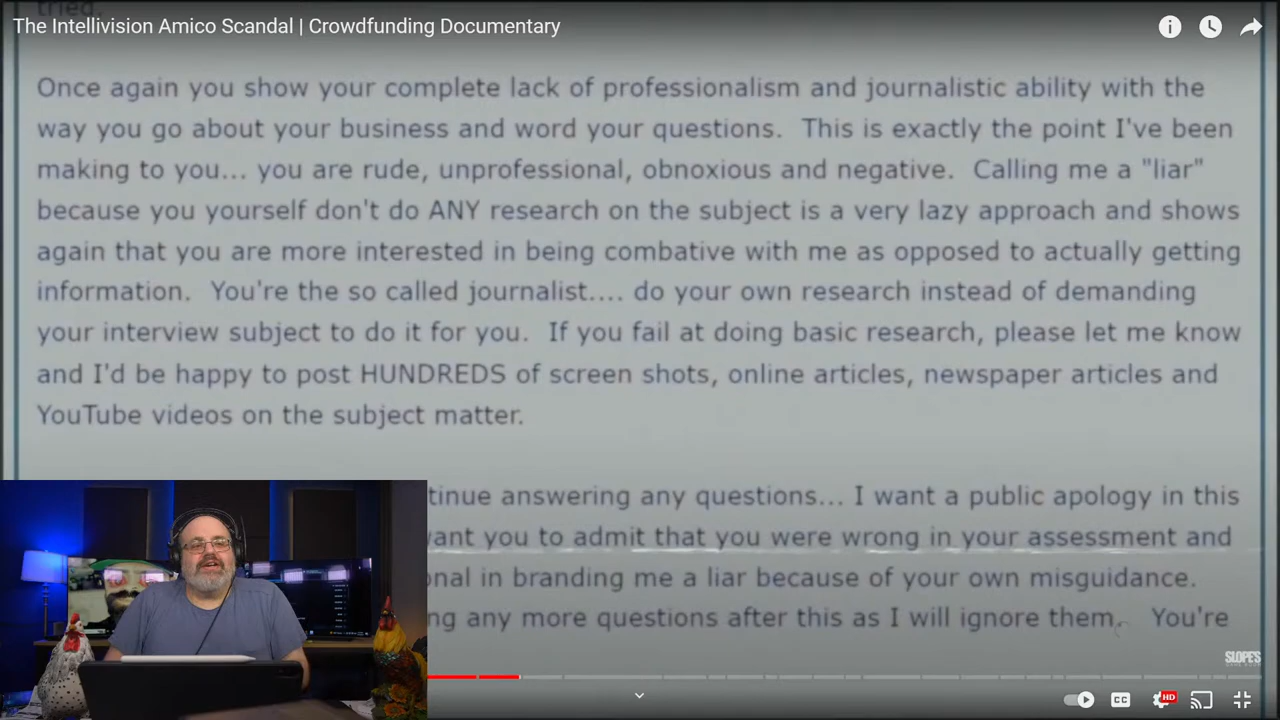 tried.
The Intellivision Amico Scandal | Crowdfunding Documentary
Once again you show your complete lack of professionalism and journalistic ability with the
way you go about your business and word your questions. This is exactly the point I've been
making to you... you are rude, unprofessional, obnoxious and negative. Calling me a "liar"
because you yourself don't do ANY research on the subject is a very lazy approach and shows
again that you are more interested in being combative with me as opposed to actually getting
information. You're the so called journalist.... do your own research instead of demanding
your interview subject to do it for you. If you fail at doing basic research, please let me know
and I'd be happy to post HUNDREDS of screen shots, online articles, newspaper articles and
YouTube videos on the subject matter.
tinue answering any questions... I want a public apology in this
vant you to admit that you were wrong in your assessment and
onal in branding me a liar because of your own misguidance.
ng any more questions after this as I will ignore them. You're
SLOPE'S
CC
HD